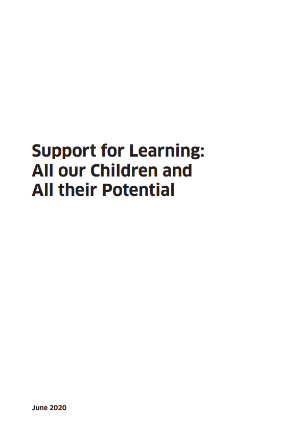 Support for Learning:
All our Children and
All their Potential
June 2020